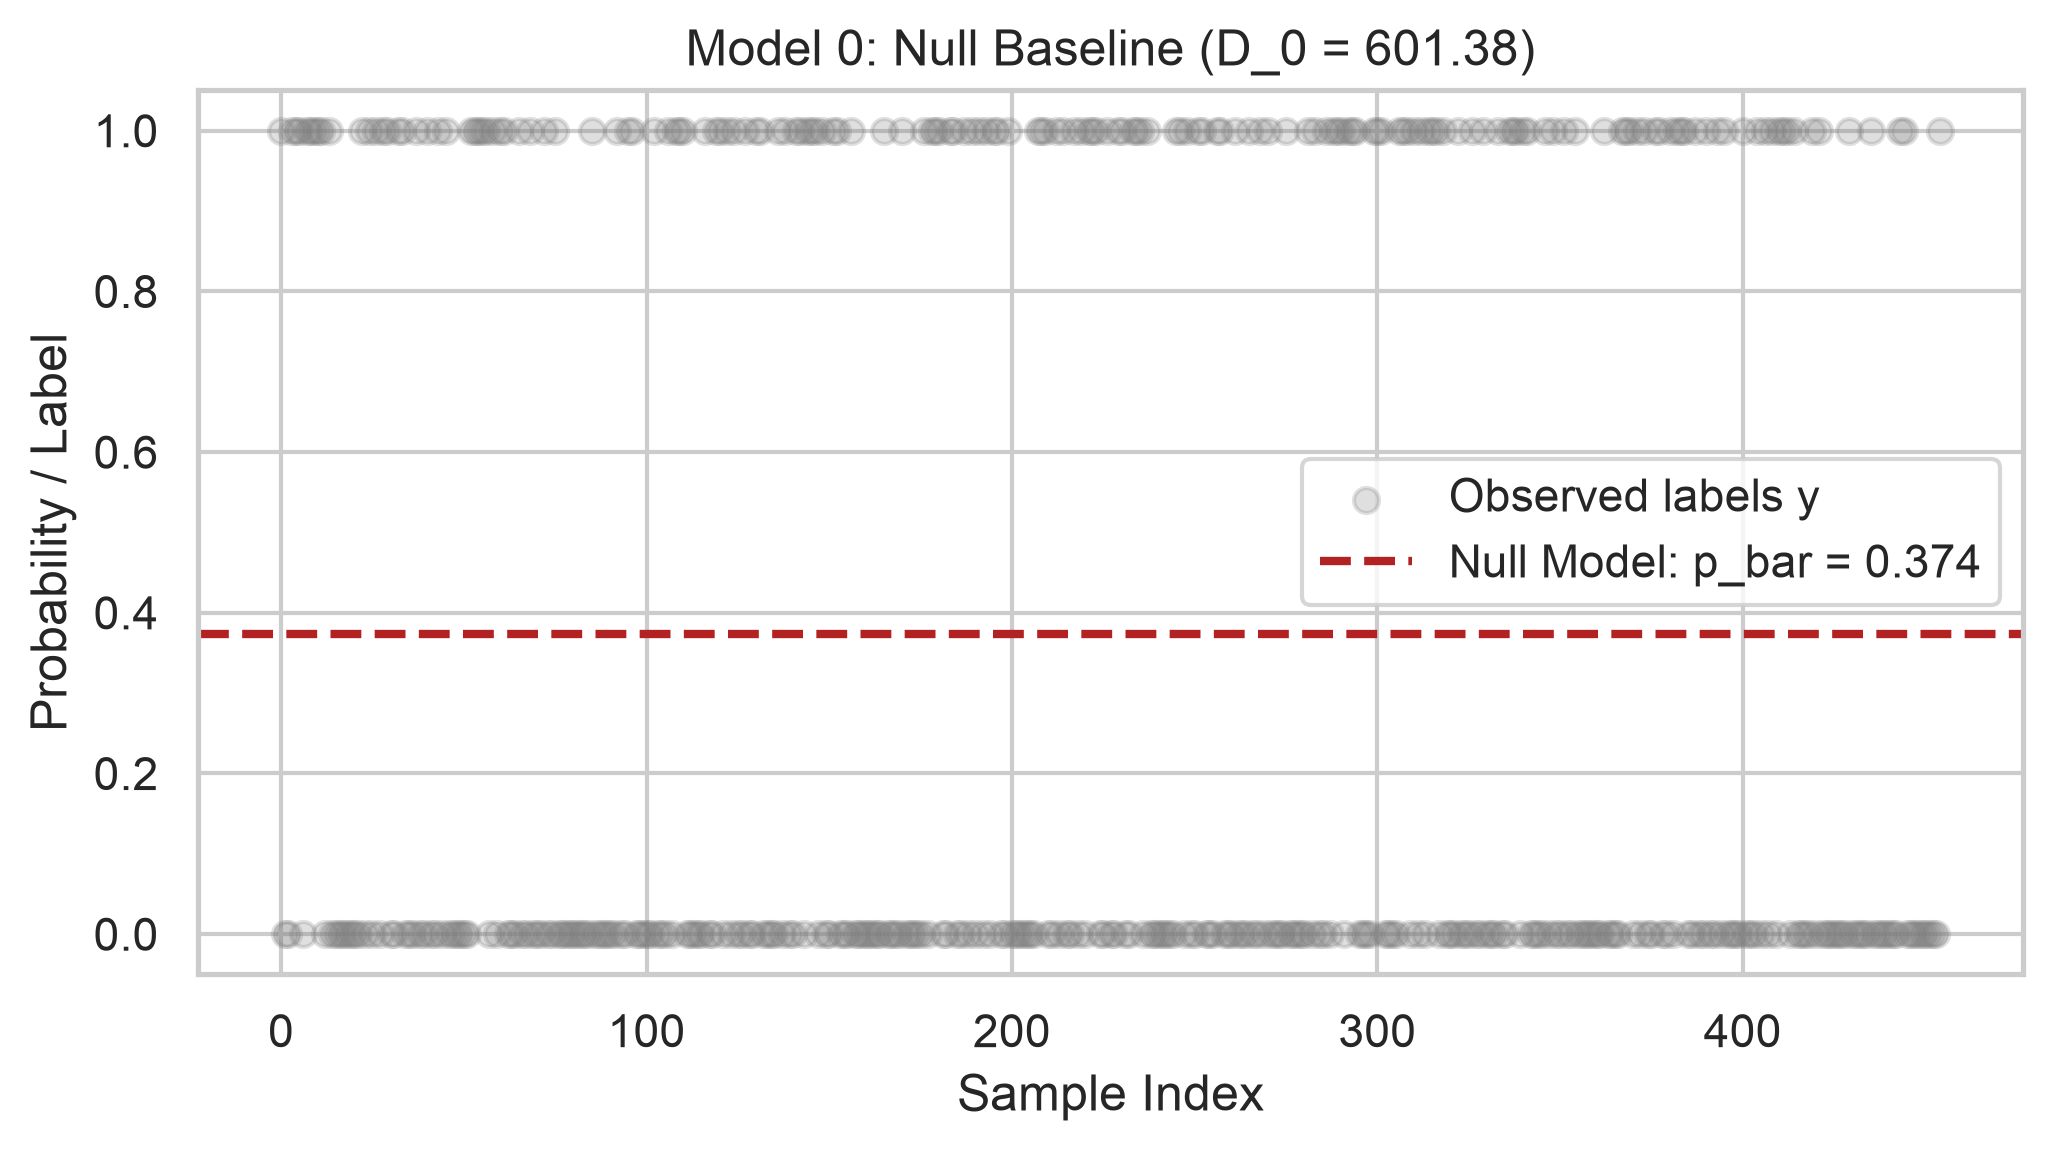 Model 0: Null Baseline (D_0 = 601.38)
Probability / Label
1.0
0.8
0.6
0.4
0.2
0.0
Observed labels y
Null Model: p_bar = 0.374
0 100 200 300 400
Sample Index